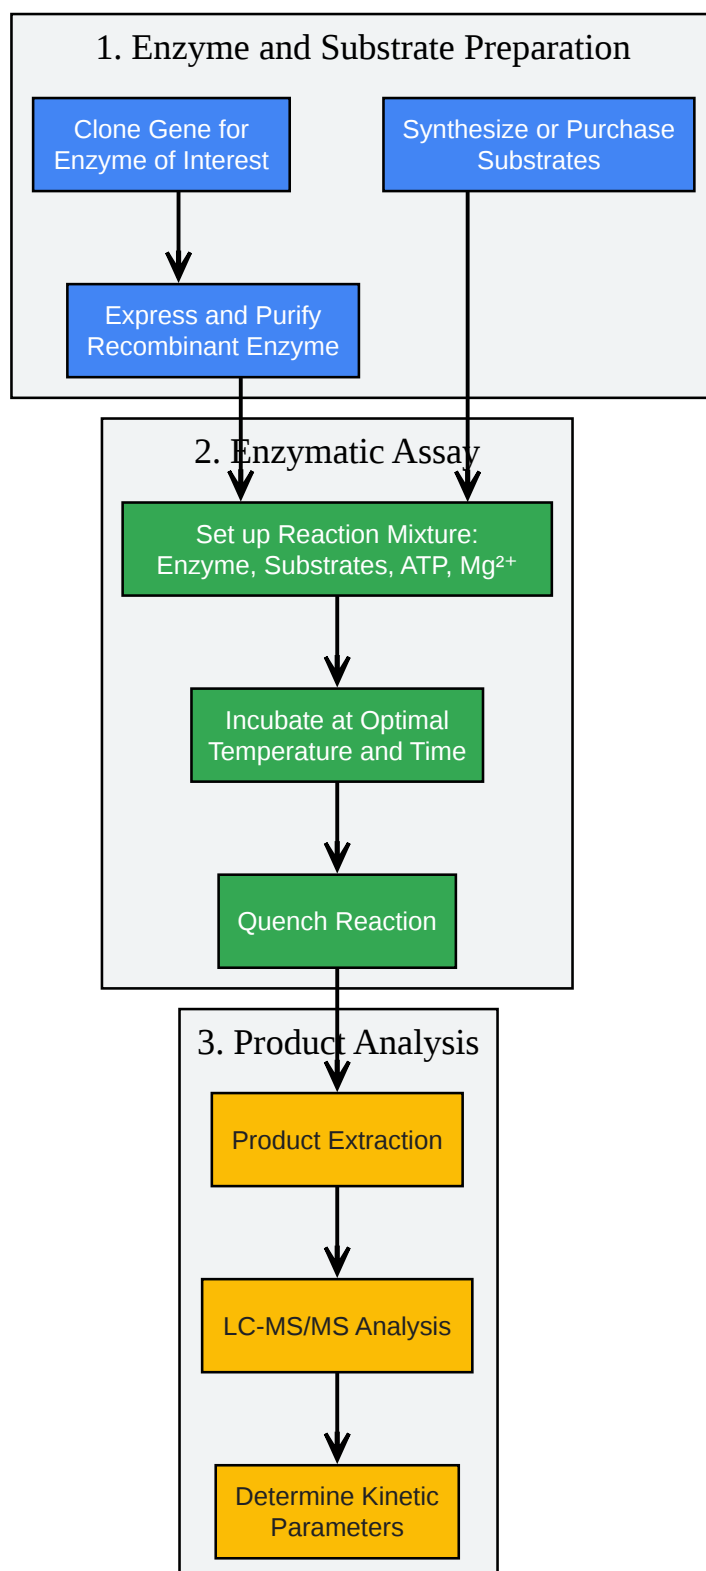 1. Enzyme and Substrate Preparation
Clone Gene for
Enzyme of Interest
Synthesize or Purchase
Substrates
Express and Purify
Recombinant Enzyme
2. Enzymatic Assay
Set up Reaction Mixture:
Enzyme, Substrates, ATP, Mg²⁺
Incubate at Optimal
Temperature and Time
Quench Reaction
3. Product Analysis
Product Extraction
LC-MS/MS Analysis
Determine Kinetic
Parameters